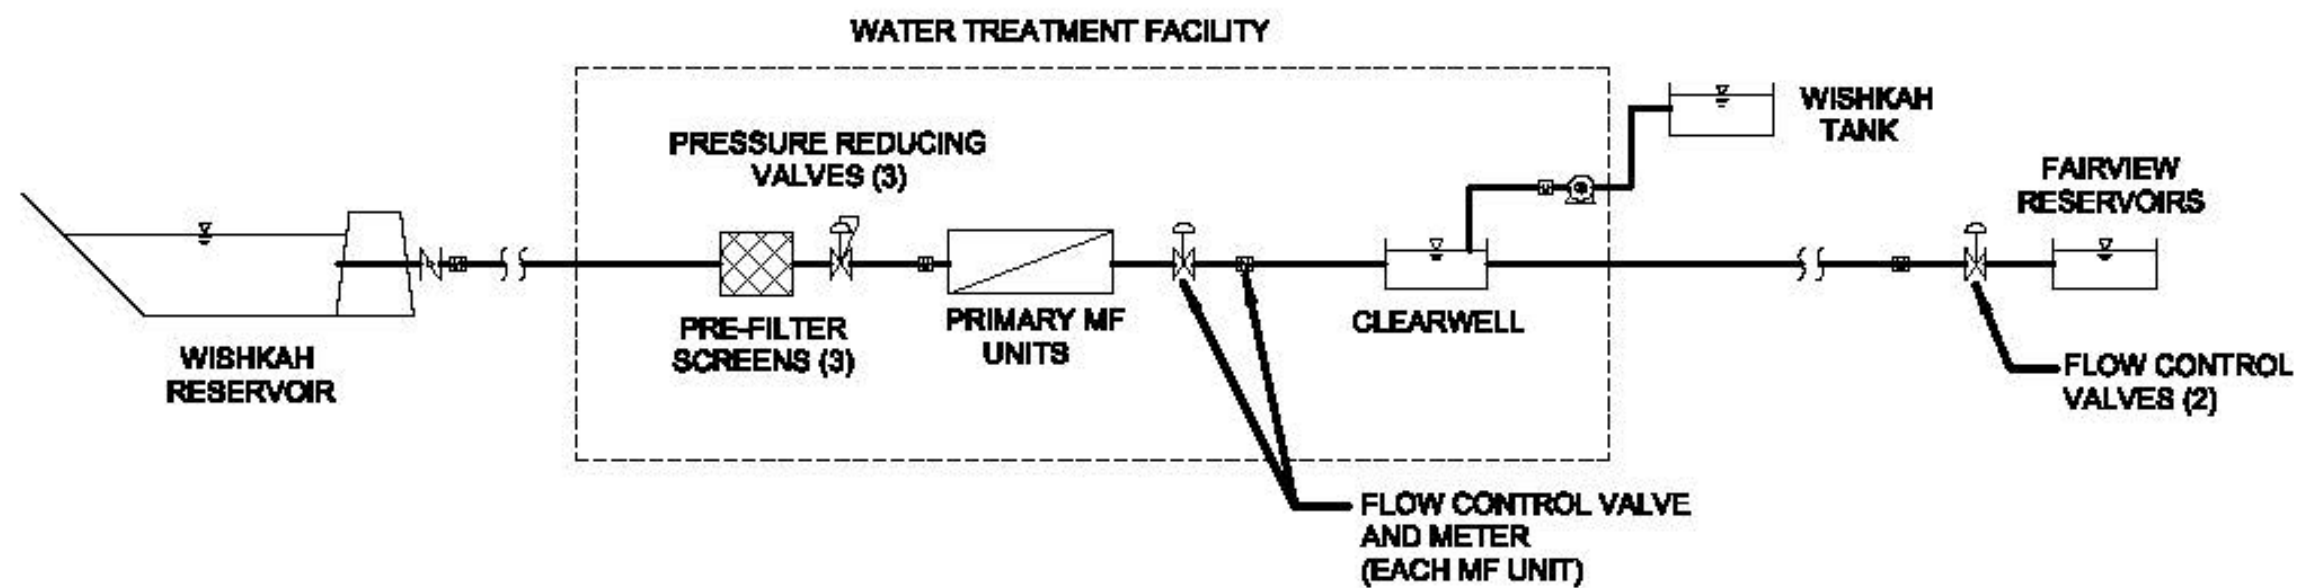 WATER TREATMENT FACILITY
WISHKAH
TANK
PRESSURE REDUCING
VALVES (3)
FAIRVIEW
RESERVOIRS
PRE-FILTER
SCREENS (3)
PRIMARY MF
UNITS
CLEARWELL
WISHKAH
RESERVOIR
FLOW CONTROL
VALVES (2)
FLOW CONTROL VALVE
AND METER
(EACH MF UNIT)